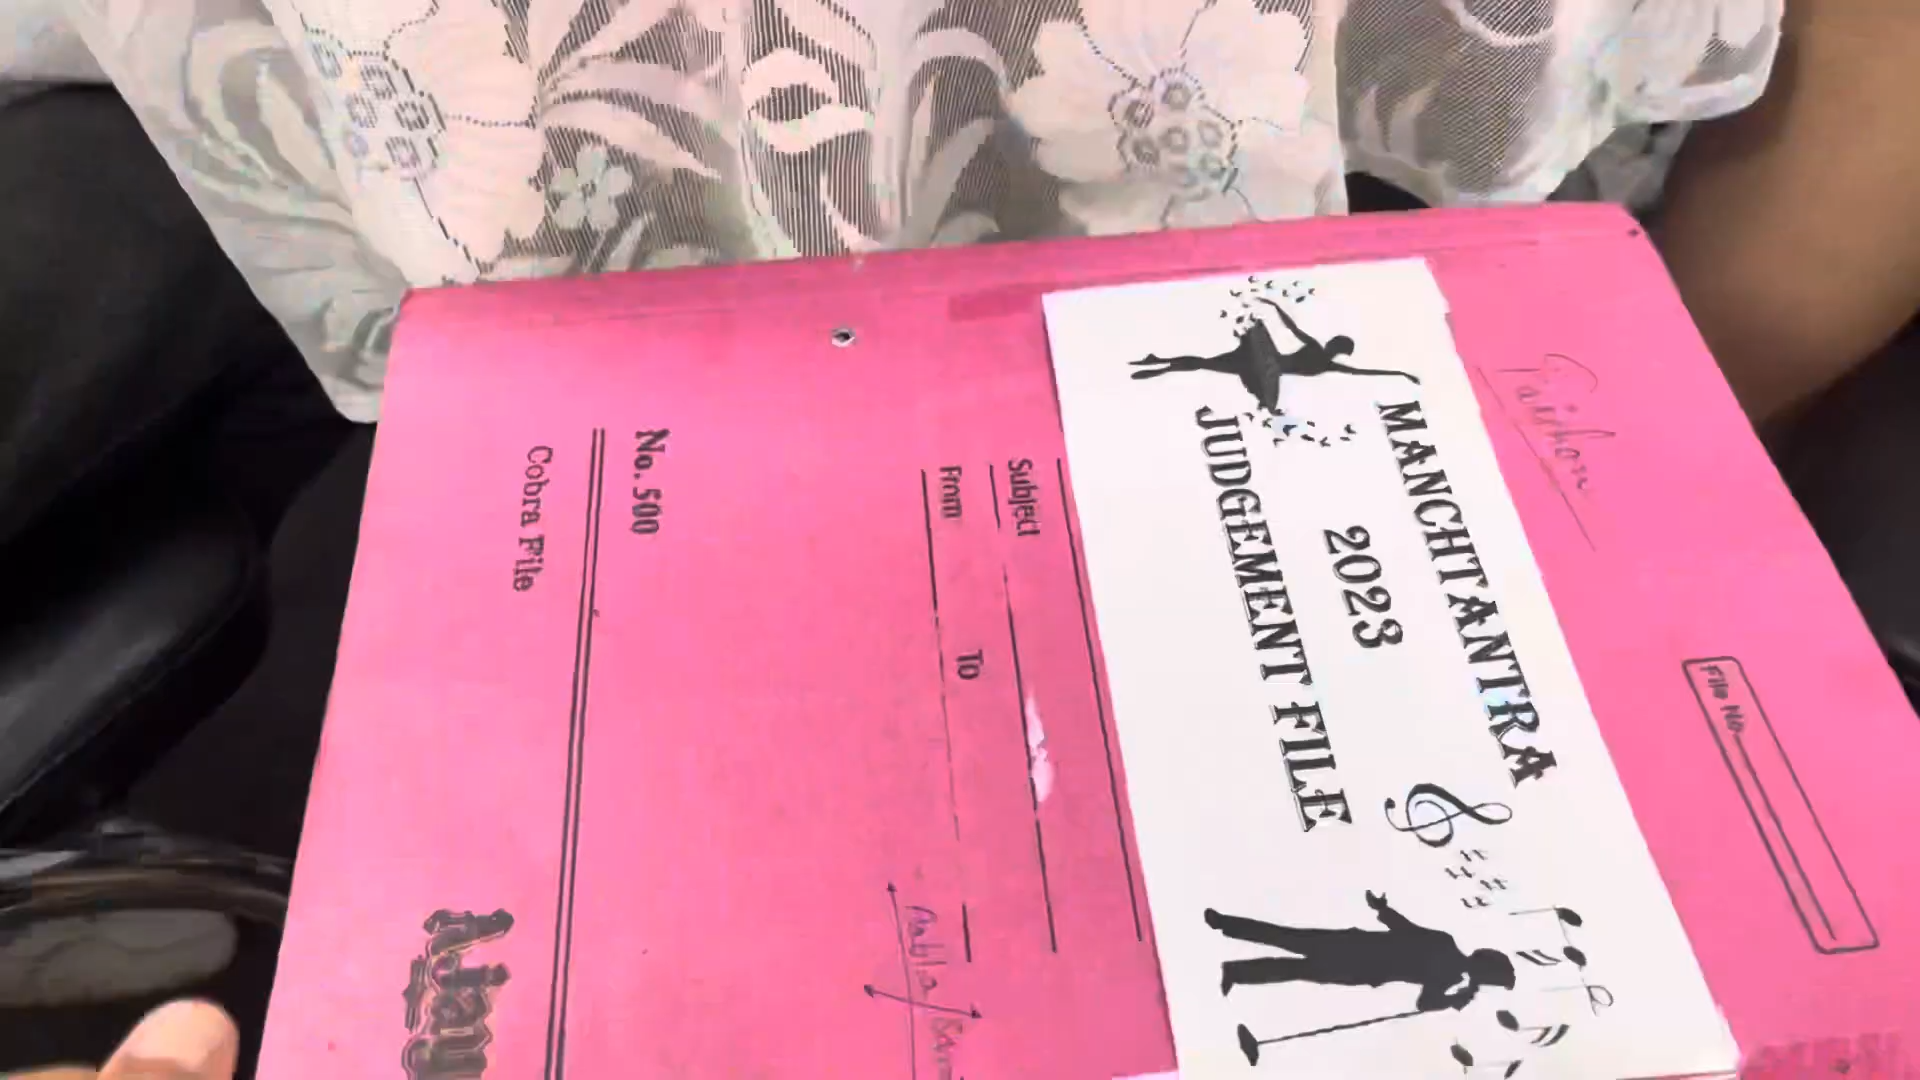 File No.
MANCHTANTRA
2023
JUDGEMENT FILE
Subject
From To
No. 500
Cobra File